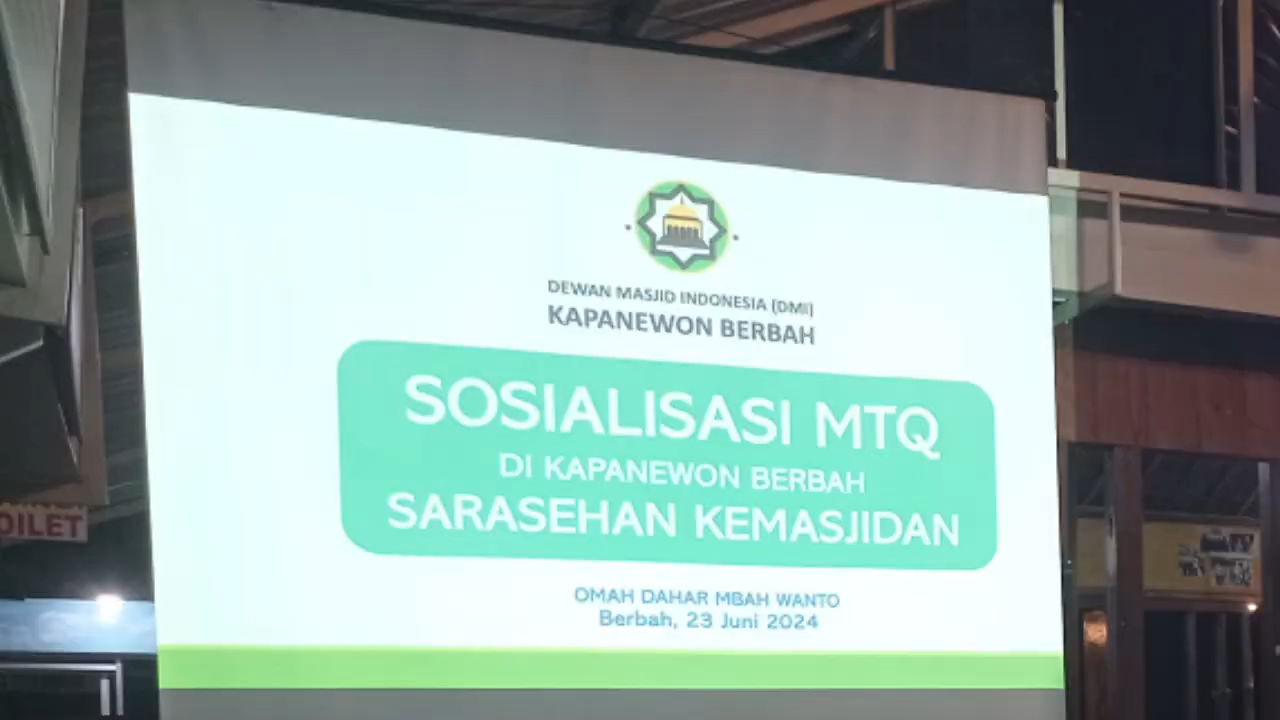 DEWAN MASJID INDONESIA (DMI)
KAPANEWON BERBAH
SOSIALISASI MTQ
DI KAPANEWON BERBAH
SARASEHAN KEMASJIDAN
OMAH DAHAR MBAH WANTO
Berbah, 23 Juni 2024
OILET